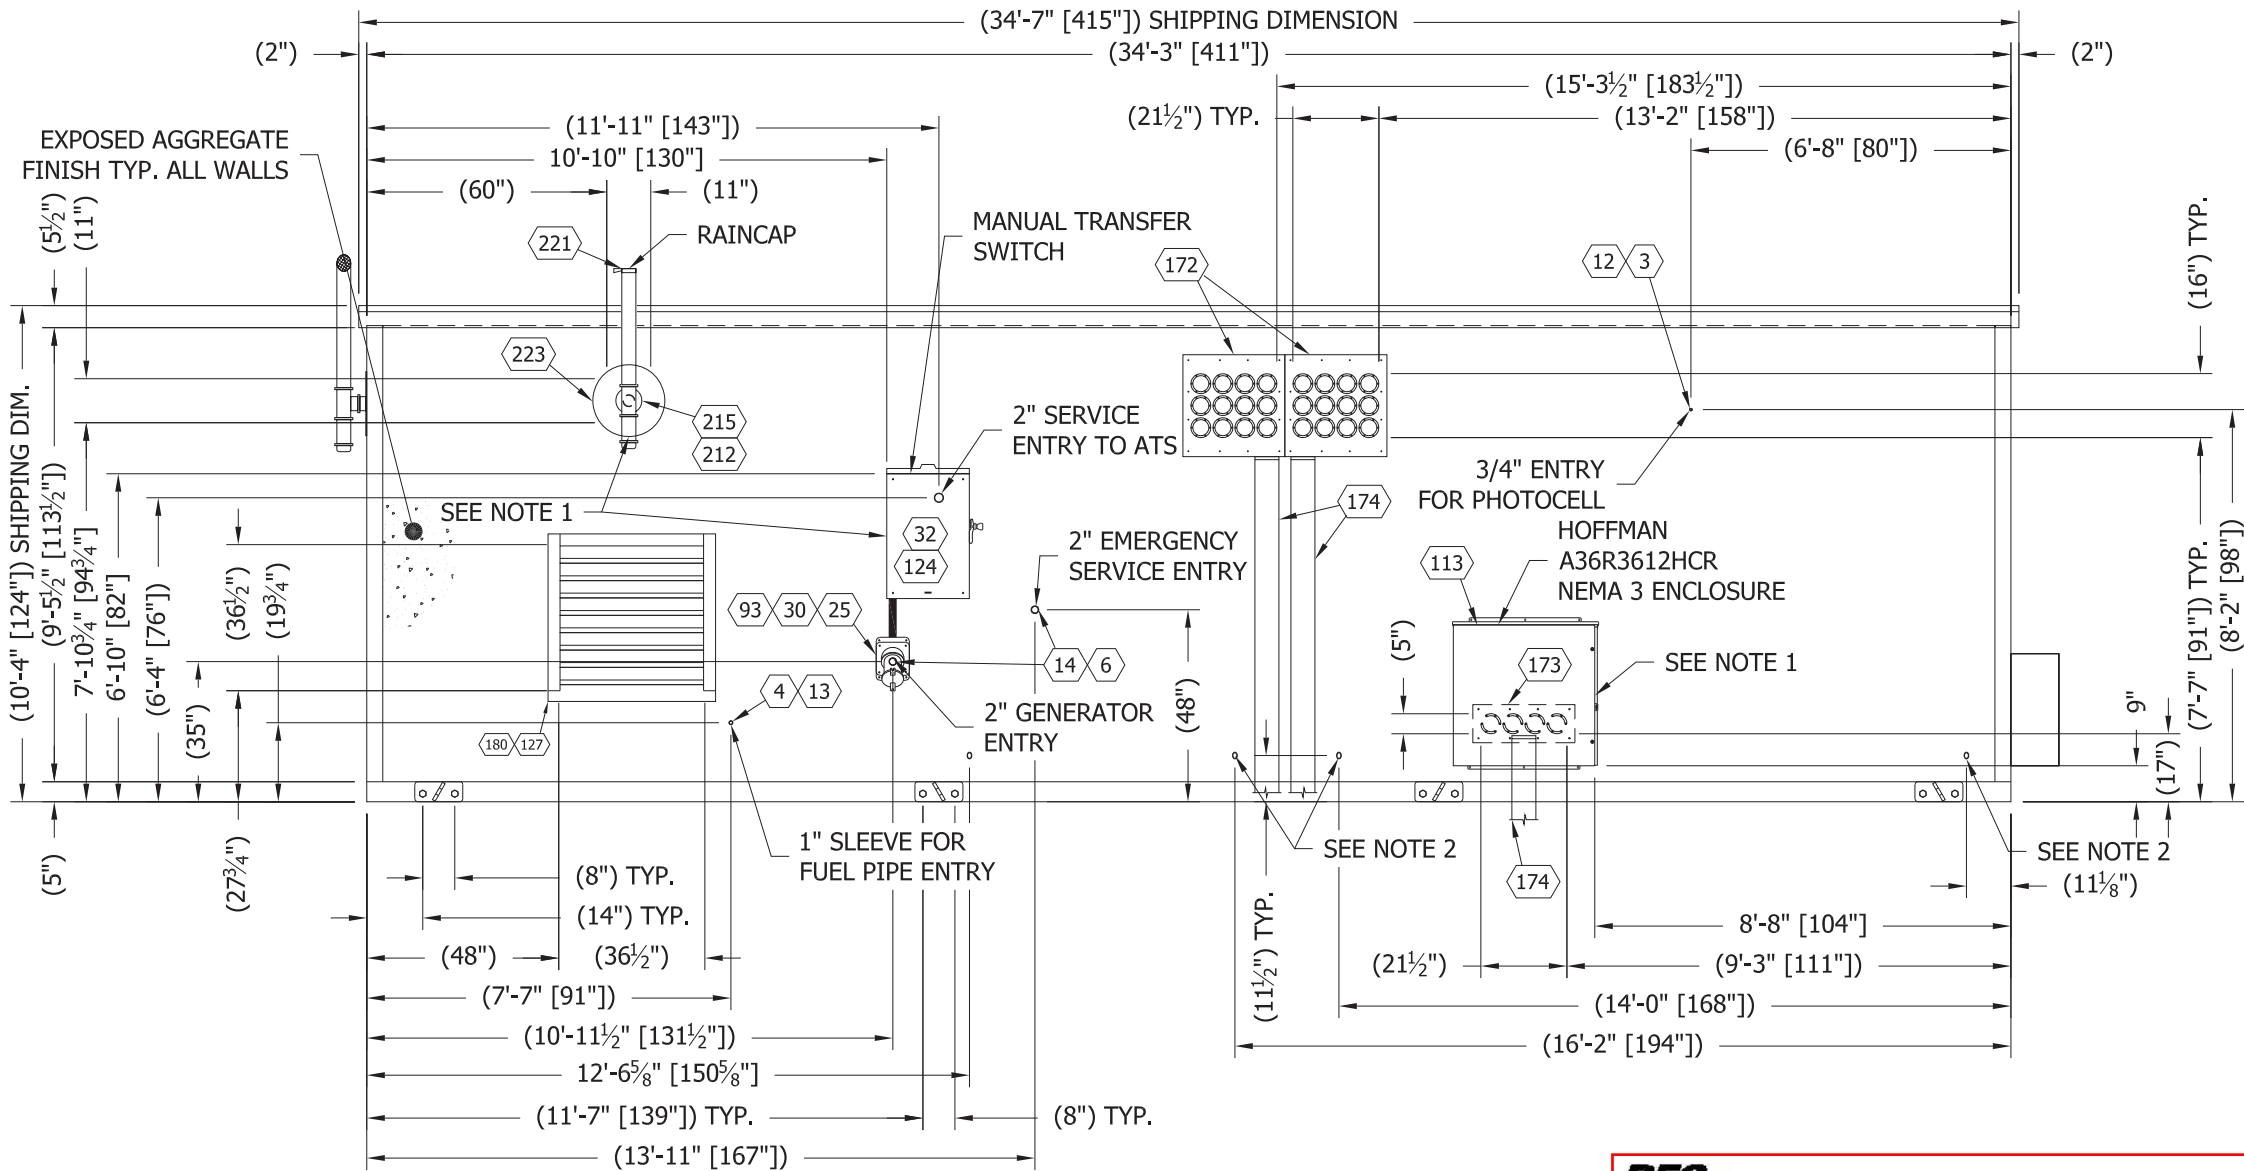 (34'-7" [415"]) SHIPPING DIMENSION
(2")
(34'-3" [411"])
(2")
(15'-3½" [183½"])
(21½") TYP.
(13'-2" [158"])
(11'-11" [143"])
10'-10" [130"]
(6'-8" [80"])
(60")
(11")
EXPOSED AGGREGATE
FINISH TYP. ALL WALLS
(5½")
(11")
221
RAINCAP
MANUAL TRANSFER
SWITCH
172
12
3
(16") TYP.
223
215
212
2" SERVICE
ENTRY TO ATS
3/4" ENTRY
FOR PHOTOCELL
SEE NOTE 1
32
124
174
HOFFMAN
A36R3612HCR
NEMA 3 ENCLOSURE
113
2" EMERGENCY
SERVICE ENTRY
93
30
25
14
6
(5")
173
SEE NOTE 1
4
13
2" GENERATOR
ENTRY
(48")
180
127
(10'-4" [124"]) SHIPPING DIM.
(9'-5½" [113½"])
7'-10¾" [94¾"]
6'-10" [82"]
(6'-4" [76"])
(35")
(36½")
(19¾")
(27¾")
(5")
9"
(17")
(7'-7" [91"]) TYP.
(8'-2" [98"])
1" SLEEVE FOR
FUEL PIPE ENTRY
SEE NOTE 2
SEE NOTE 2
174
(11⅛")
(8") TYP.
(14") TYP.
(11½") TYP.
8'-8" [104"]
(48")
(36½")
(21½")
(9'-3" [111"])
(7'-7" [91"])
(14'-0" [168"])
(10'-11½" [131½"])
(16'-2" [194"])
12'-6⅝" [150⅝"]
(11'-7" [139"]) TYP.
(8") TYP.
(13'-11" [167"])